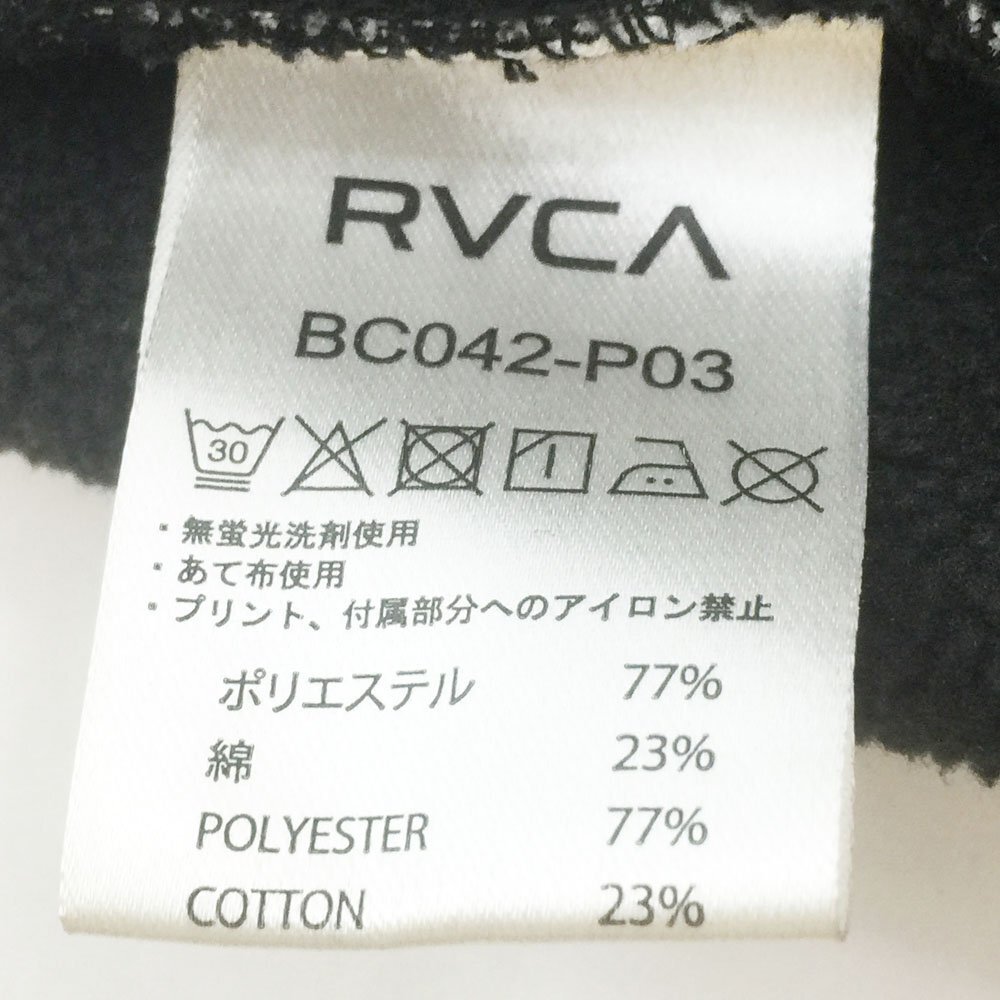 RVCA
BC042-P03
30
・無蛍光洗剤使用
・あて布使用
・プリント、付属部分へのアイロン禁止
ポリエステル 77%
綿 23%
POLYESTER 77%
COTTON 23%